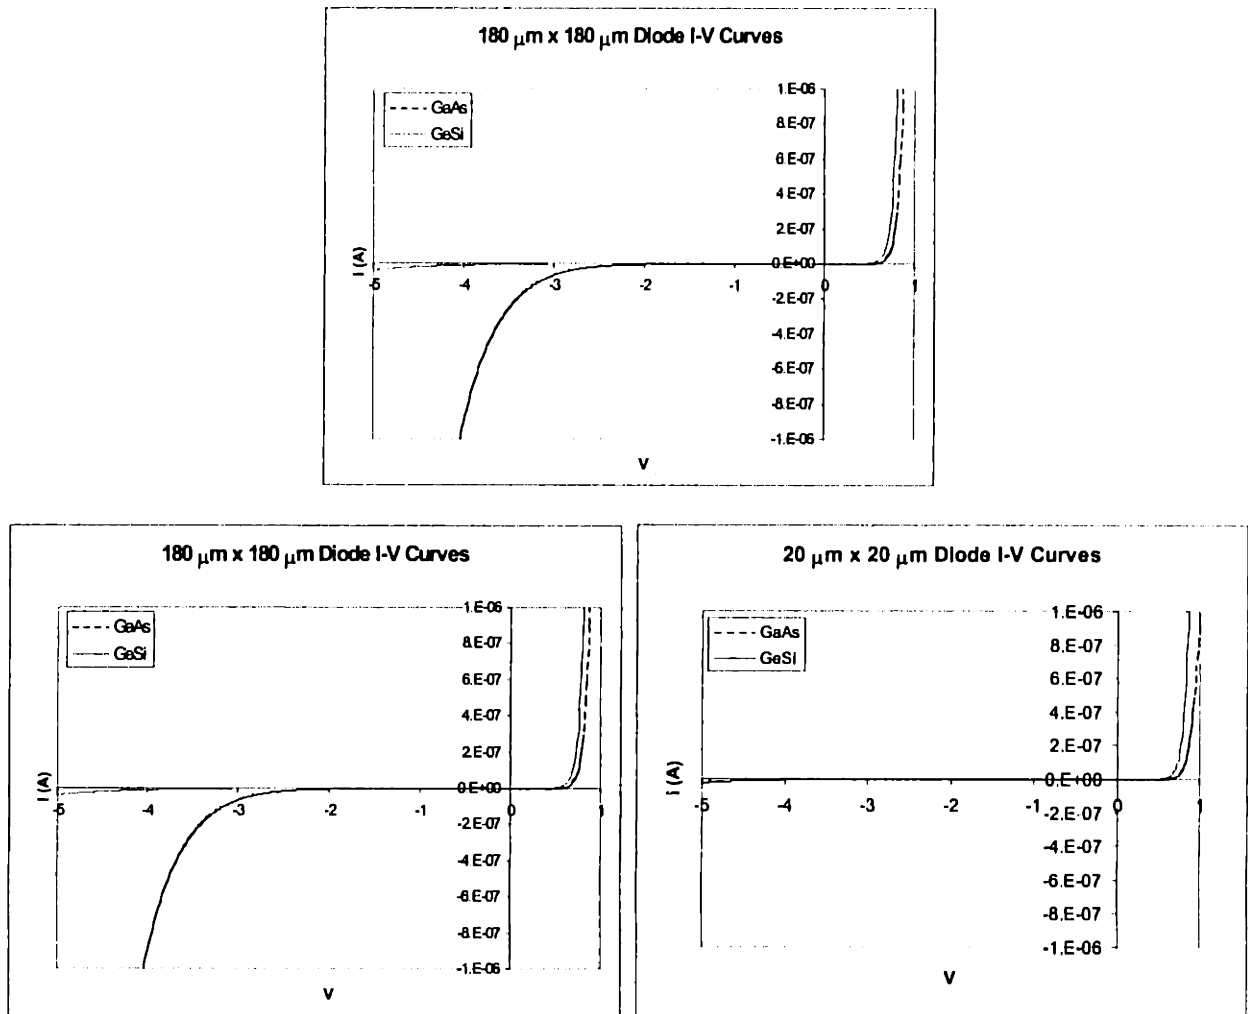 180 μm x 180 μm Diode I-V Curves
GaAs
GeSi
1.E-06
8.E-07
6.E-07
4.E-07
2.E-07
0.E+00
-2.E-07
-4.E-07
-6.E-07
-8.E-07
-1.E-06
I (A)
-5 -4 -3 -2 -1 0 1
V
180 μm x 180 μm Diode I-V Curves
GaAs
GeSi
1.E-06
8.E-07
6.E-07
4.E-07
2.E-07
0.E+00
-2.E-07
-4.E-07
-6.E-07
-8.E-07
-1.E-06
I (A)
-5 -4 -3 -2 -1 0 1
V
20 μm x 20 μm Diode I-V Curves
GaAs
GeSi
1.E-06
8.E-07
6.E-07
4.E-07
2.E-07
0.E+00
-2.E-07
-4.E-07
-6.E-07
-8.E-07
-1.E-06
I (A)
-5 -4 -3 -2 -1 0 1
V